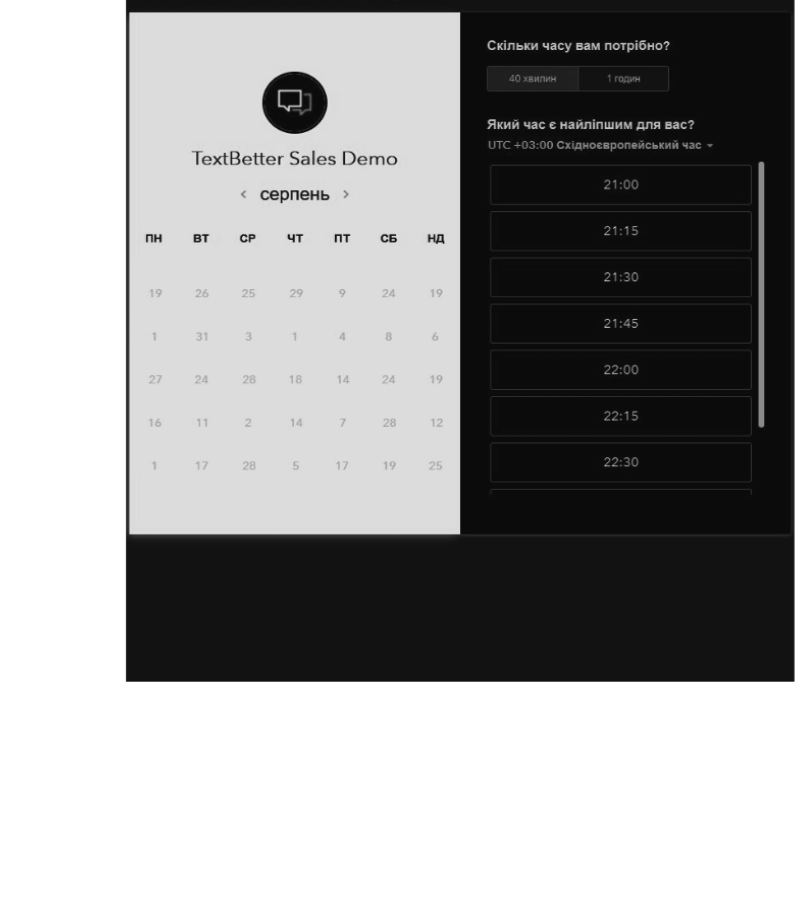 TextBetter Sales Demo
< серпень >
ПН ВТ СР ЧТ ПТ СБ НД
19 26 25 29 9 24 19
1 31 3 1 4 8 6
27 24 28 18 14 24 19
16 11 2 14 7 28 12
1 17 28 5 17 19 25
Скільки часу вам потрібно?
40 хвилин 1 годин
Який час є найліпшим для вас?
UTC +03:00 Східноєвропейський час
21:00
21:15
21:30
21:45
22:00
22:15
22:30